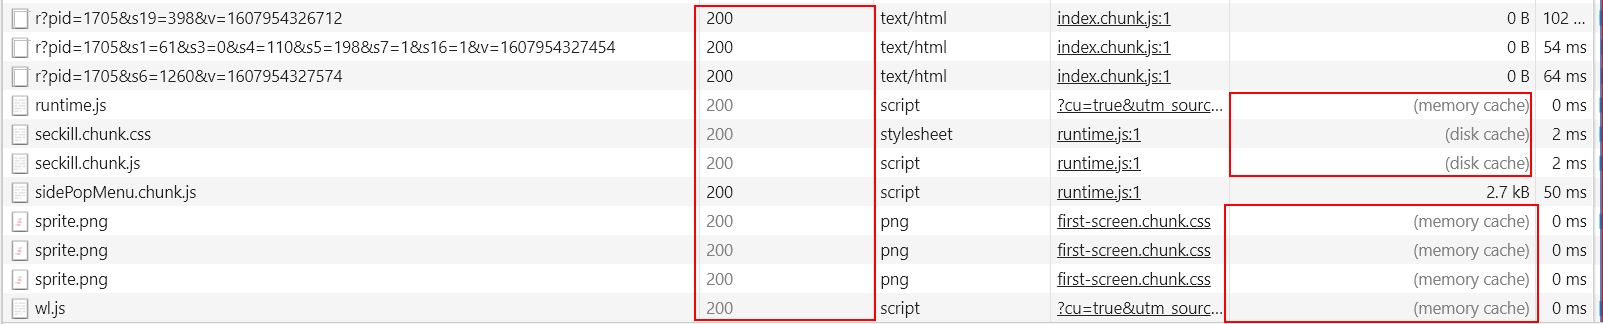 r?pid=1705&s19=398&v=1607954326712 200 text/html index.chunk.js:1 0 B 102 ...
r?pid=1705&s1=61&s3=0&s4=110&s5=198&s7=1&s16=1&v=1607954327454 200 text/html index.chunk.js:1 0 B 54 ms
r?pid=1705&s6=1260&v=1607954327574 200 text/html index.chunk.js:1 0 B 64 ms
runtime.js 200 script ?cu=true&utm_sourc... (memory cache) 0 ms
seckill.chunk.css 200 stylesheet runtime.js:1 (disk cache) 2 ms
seckill.chunk.js 200 script runtime.js:1 (disk cache) 2 ms
sidePopMenu.chunk.js 200 script runtime.js:1 2.7 kB 50 ms
sprite.png 200 png first-screen.chunk.css (memory cache) 0 ms
sprite.png 200 png first-screen.chunk.css (memory cache) 0 ms
sprite.png 200 png first-screen.chunk.css (memory cache) 0 ms
wl.js 200 script ?cu=true&utm_sourc... (memory cache) 0 ms